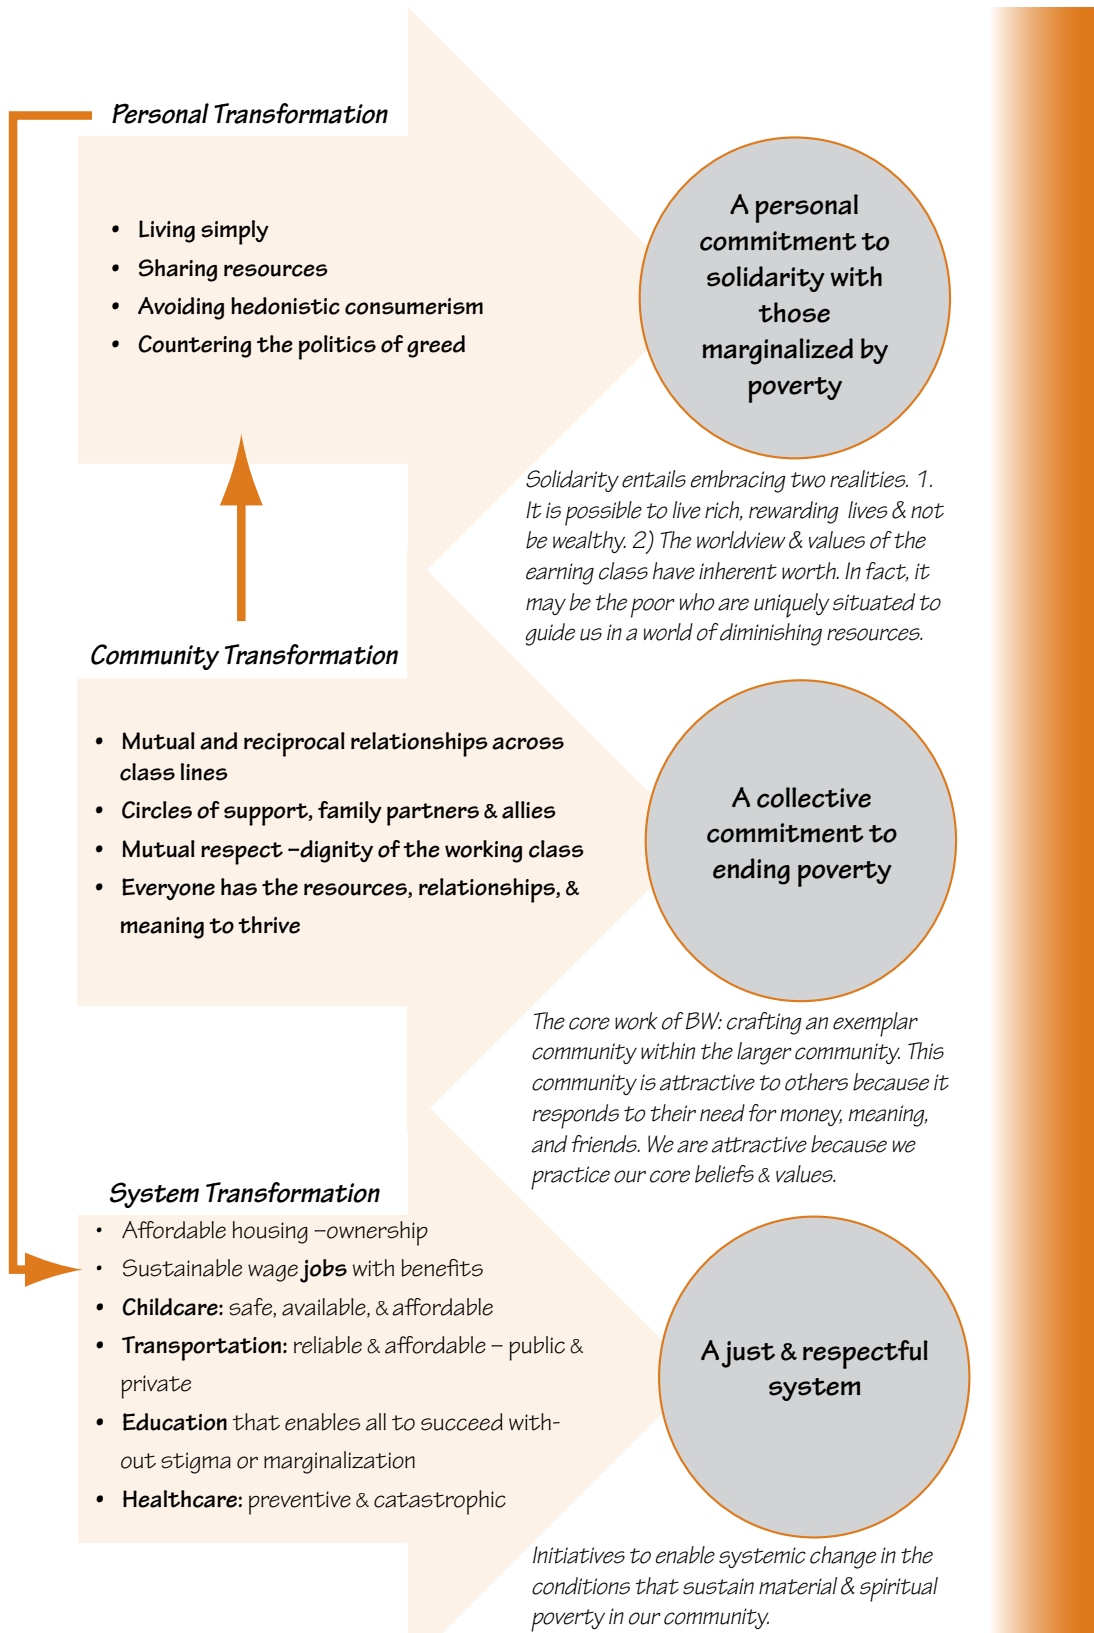 Personal Transformation
• Living simply
• Sharing resources
• Avoiding hedonistic consumerism
• Countering the politics of greed
A personal
commitment to
solidarity with
those
marginalized by
poverty
Solidarity entails embracing two realities. 1.
It is possible to live rich, rewarding lives & not
be wealthy. 2) The worldview & values of the
earning class have inherent worth. In fact, it
may be the poor who are uniquely situated to
guide us in a world of diminishing resources.
Community Transformation
• Mutual and reciprocal relationships across
class lines
• Circles of support, family partners & allies
• Mutual respect –dignity of the working class
• Everyone has the resources, relationships, &
meaning to thrive
A collective
commitment to
ending poverty
The core work of BW: crafting an exemplar
community within the larger community. This
community is attractive to others because it
responds to their need for money, meaning,
and friends. We are attractive because we
practice our core beliefs & values.
System Transformation
• Affordable housing –ownership
• Sustainable wage jobs with benefits
• Childcare: safe, available, & affordable
• Transportation: reliable & affordable – public &
private
• Education that enables all to succeed with-
out stigma or marginalization
• Healthcare: preventive & catastrophic
A just & respectful
system
Initiatives to enable systemic change in the
conditions that sustain material & spiritual
poverty in our community.